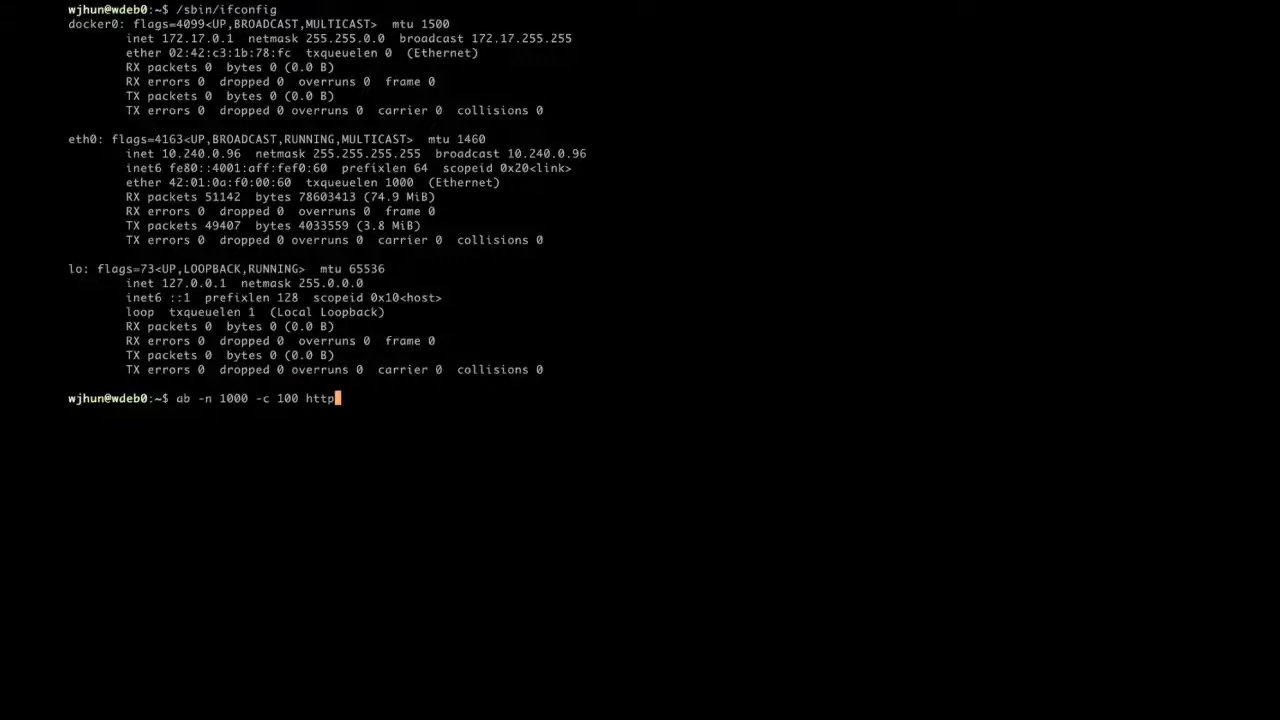 wjhun@wdeb0:~$ /sbin/ifconfig
docker0: flags=4099<UP,BROADCAST,MULTICAST>  mtu 1500
        inet 172.17.0.1  netmask 255.255.0.0  broadcast 172.17.255.255
        ether 02:42:c3:1b:78:fc  txqueuelen 0  (Ethernet)
        RX packets 0  bytes 0 (0.0 B)
        RX errors 0  dropped 0  overruns 0  frame 0
        TX packets 0  bytes 0 (0.0 B)
        TX errors 0  dropped 0 overruns 0  carrier 0  collisions 0

eth0: flags=4163<UP,BROADCAST,RUNNING,MULTICAST>  mtu 1460
        inet 10.240.0.96  netmask 255.255.255.255  broadcast 10.240.0.96
        inet6 fe80::4001:aff:fef0:60  prefixlen 64  scopeid 0x20<link>
        ether 42:01:0a:f0:00:60  txqueuelen 1000  (Ethernet)
        RX packets 51142  bytes 78603413 (74.9 MiB)
        RX errors 0  dropped 0  overruns 0  frame 0
        TX packets 49407  bytes 4033559 (3.8 MiB)
        TX errors 0  dropped 0 overruns 0  carrier 0  collisions 0

lo: flags=73<UP,LOOPBACK,RUNNING>  mtu 65536
        inet 127.0.0.1  netmask 255.0.0.0
        inet6 ::1  prefixlen 128  scopeid 0x10<host>
        loop  txqueuelen 1  (Local Loopback)
        RX packets 0  bytes 0 (0.0 B)
        RX errors 0  dropped 0  overruns 0  frame 0
        TX packets 0  bytes 0 (0.0 B)
        TX errors 0  dropped 0 overruns 0  carrier 0  collisions 0

wjhun@wdeb0:~$ ab -n 1000 -c 100 http